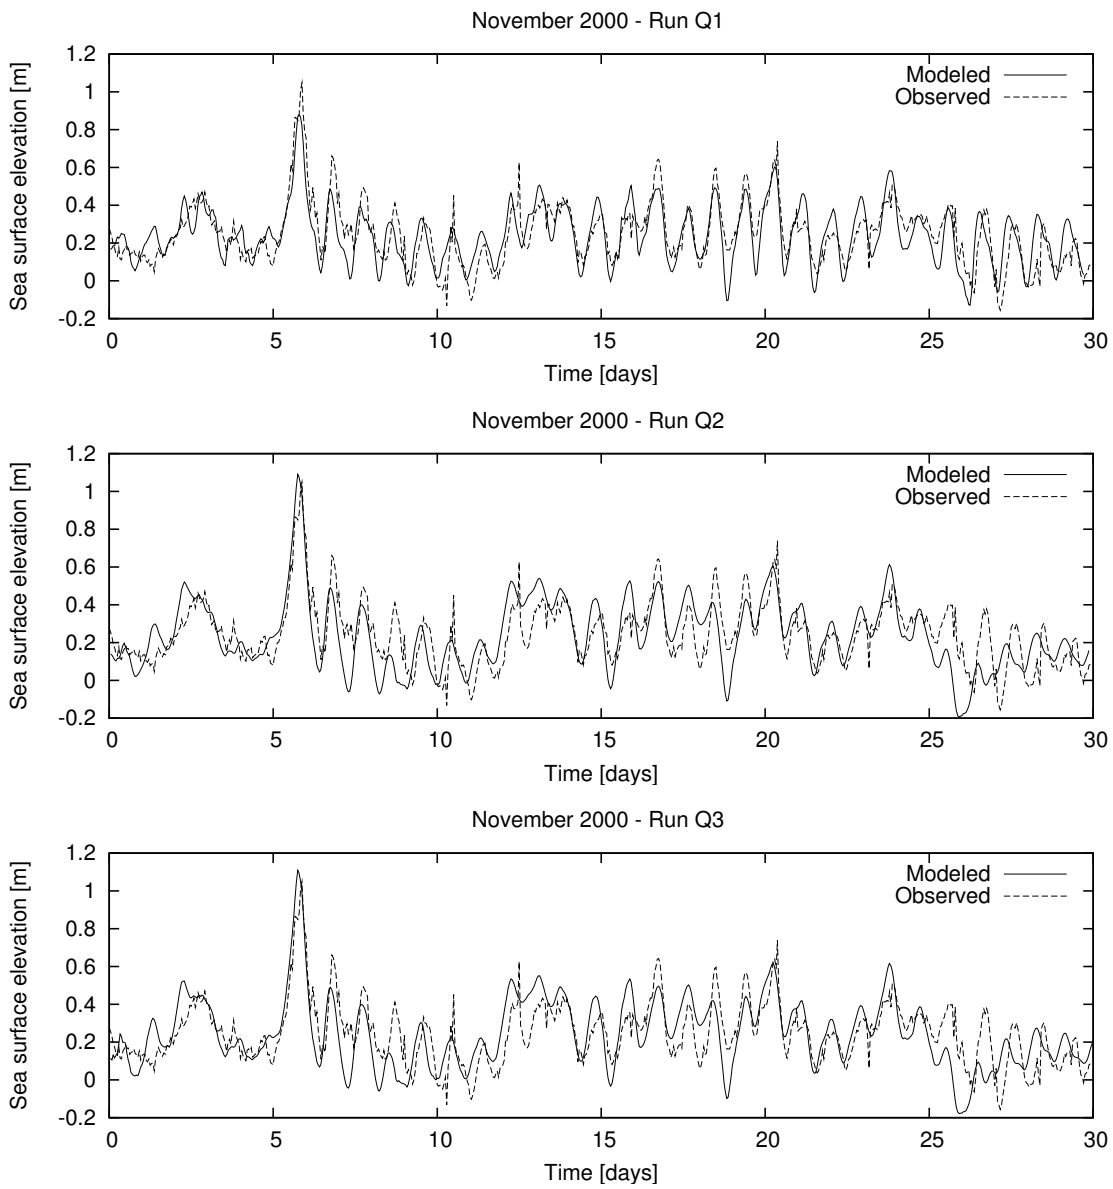 November 2000 - Run Q1
Sea surface elevation [m]
1.2
1
0.8
0.6
0.4
0.2
0
-0.2
Modeled
Observed
0 5 10 15 20 25 30
Time [days]
November 2000 - Run Q2
Sea surface elevation [m]
1.2
1
0.8
0.6
0.4
0.2
0
-0.2
Modeled
Observed
0 5 10 15 20 25 30
Time [days]
November 2000 - Run Q3
Sea surface elevation [m]
1.2
1
0.8
0.6
0.4
0.2
0
-0.2
Modeled
Observed
0 5 10 15 20 25 30
Time [days]